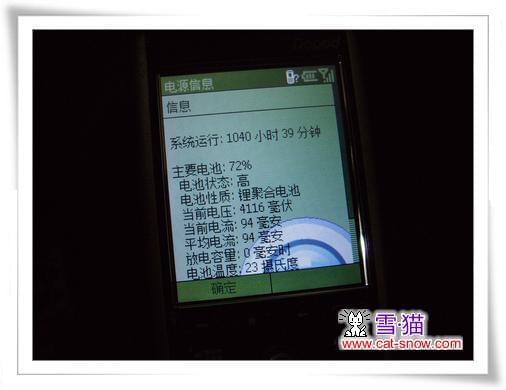 Dopod
电源信息
信息
系统运行: 1040 小时 39 分钟
主要电池: 72%
电池状态: 高
电池性质: 锂聚合电池
当前电压: 4116 毫伏
当前电流: 94 毫安
平均电流: 94 毫安
放电容量: 0 毫安时
电池温度: 23 摄氏度
确定
雪·猫
www.cat-snow.com